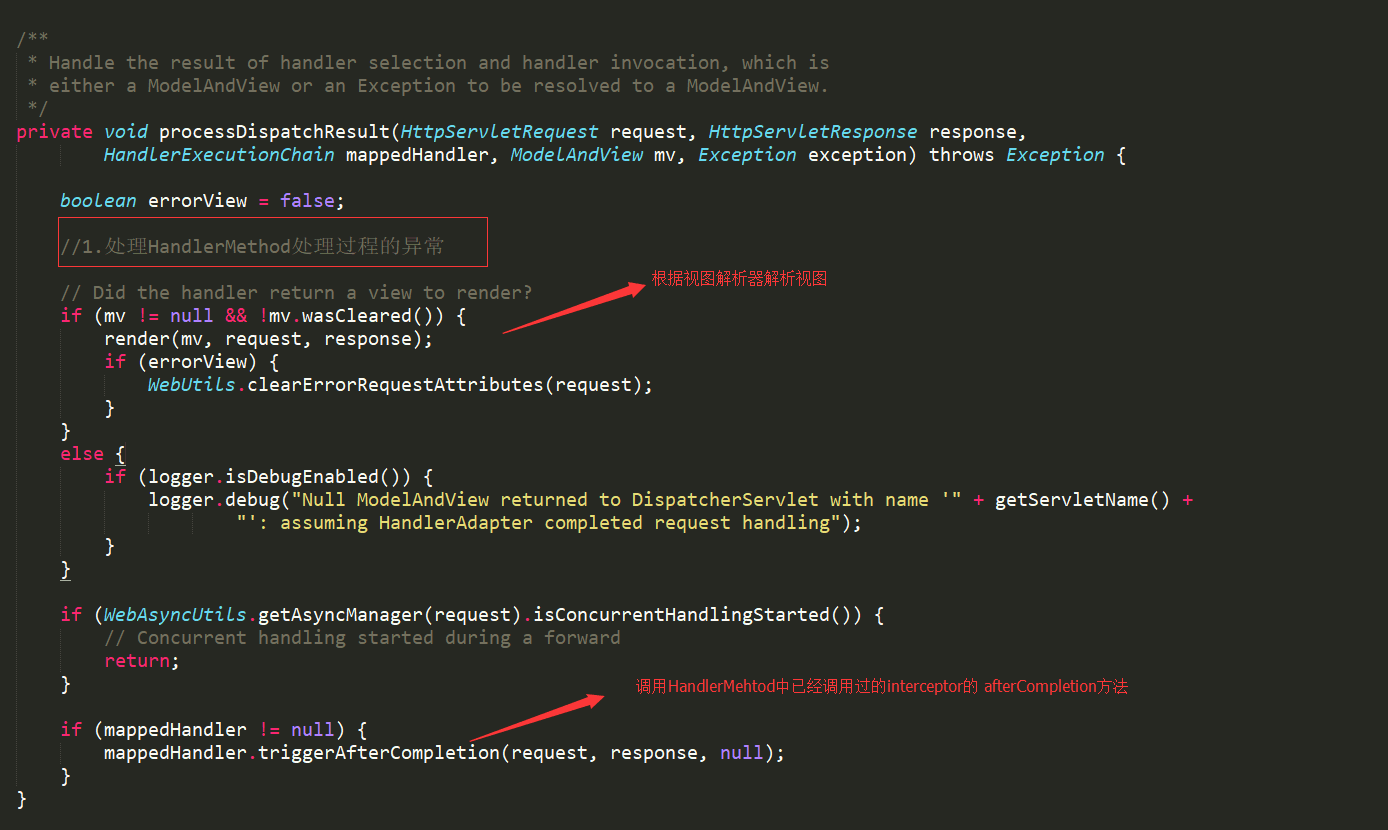 /**
 * Handle the result of handler selection and handler invocation, which is
 * either a ModelAndView or an Exception to be resolved to a ModelAndView.
 */
private void processDispatchResult(HttpServletRequest request, HttpServletResponse response,
        HandlerExecutionChain mappedHandler, ModelAndView mv, Exception exception) throws Exception {
    boolean errorView = false;
    //1.处理HandlerMethod处理过程的异常
根据视图解析器解析视图
    // Did the handler return a view to render?
    if (mv != null && !mv.wasCleared()) {
        render(mv, request, response);
        if (errorView) {
            WebUtils.clearErrorRequestAttributes(request);
        }
    }
    else {
        if (logger.isDebugEnabled()) {
            logger.debug("Null ModelAndView returned to DispatcherServlet with name '" + getServletName() +
                    "': assuming HandlerAdapter completed request handling");
        }
    }
    if (WebAsyncUtils.getAsyncManager(request).isConcurrentHandlingStarted()) {
        // Concurrent handling started during a forward
        return;
    }
调用HandlerMehtod中已经调用过的interceptor的 afterCompletion方法
    if (mappedHandler != null) {
        mappedHandler.triggerAfterCompletion(request, response, null);
    }
}